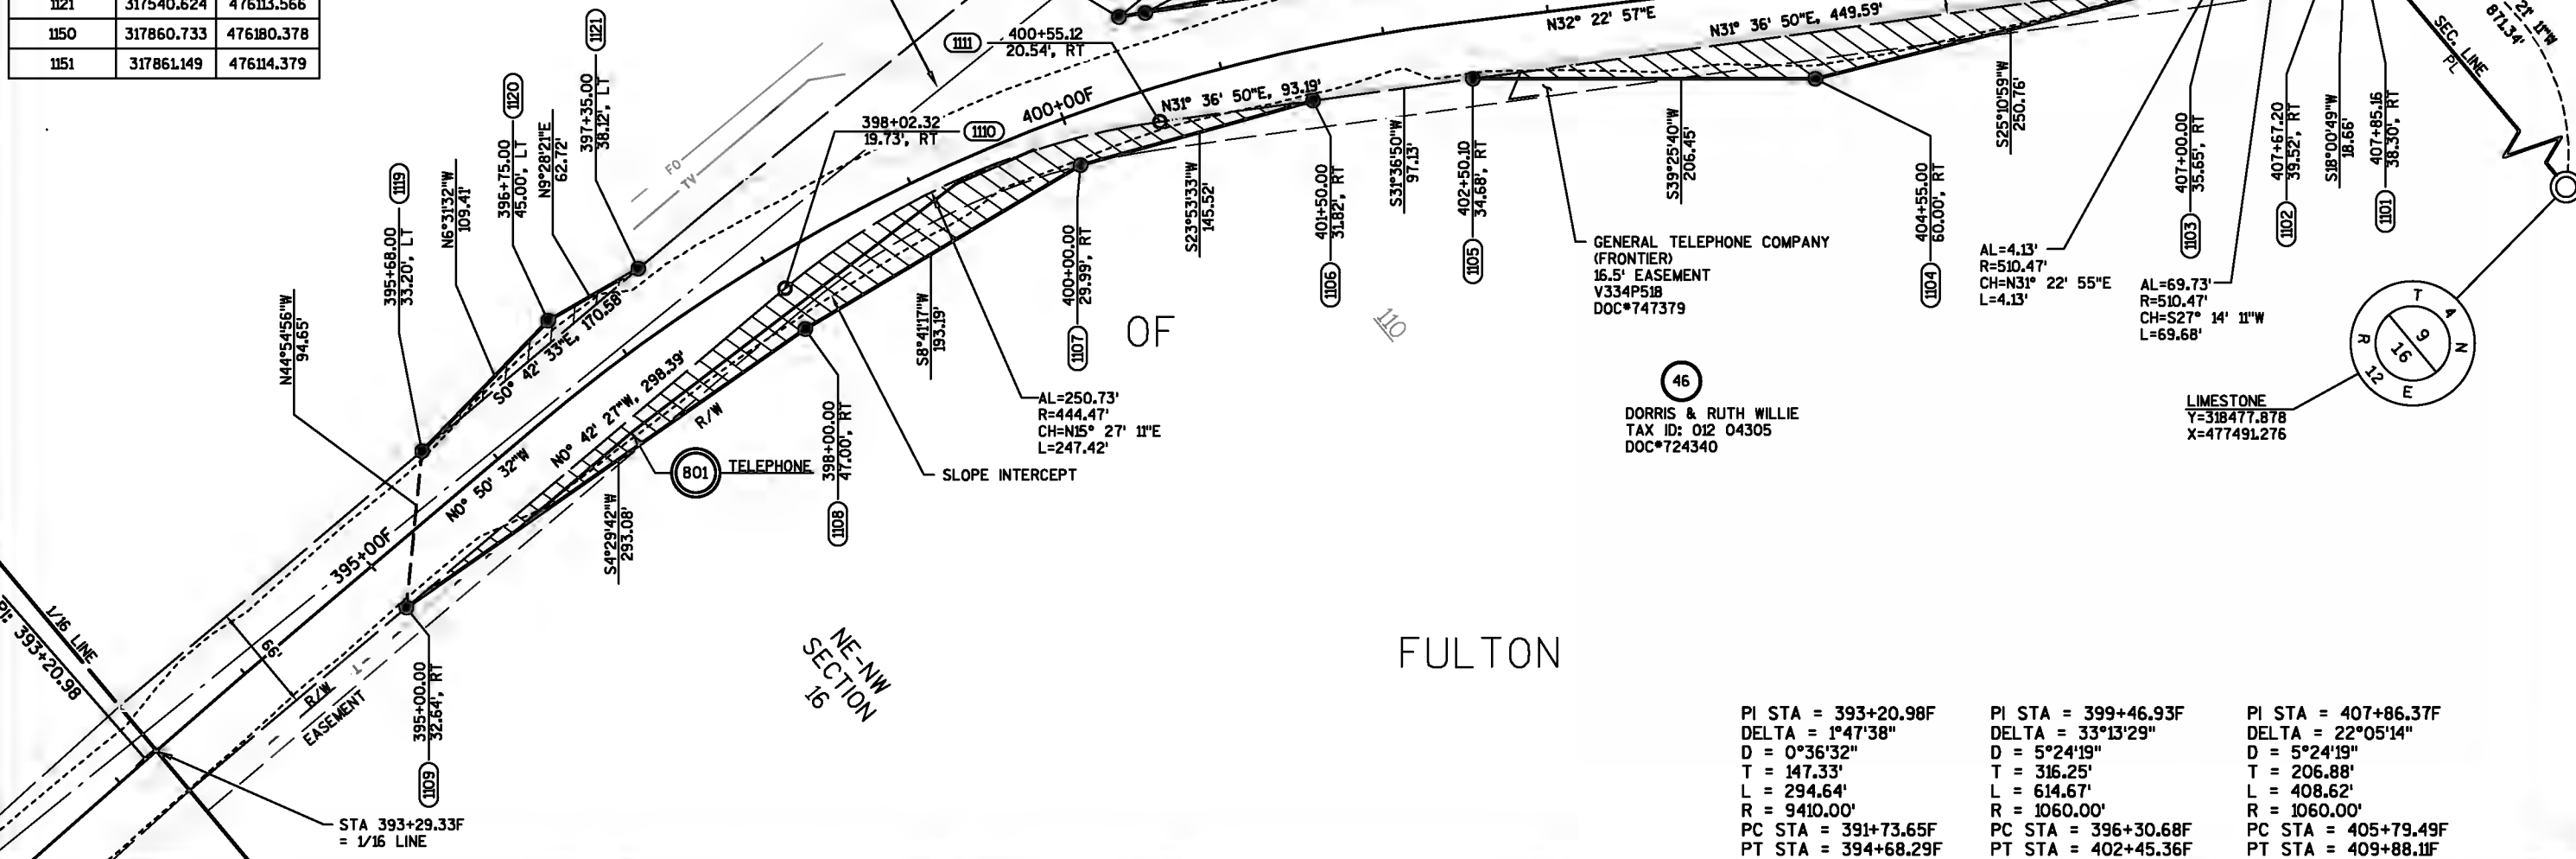 1121 317540.624 476113.566
1150 317860.733 476180.378
1151 317861.149 476114.379
1121
397+35.00
38.12', LT
1120
396+75.00
45.00', LT
N9°28'21"E
62.72'
1119
395+68.00
33.20', LT
N6°31'32"W
109.41'
N44°54'56"W
94.65'
FO
TV
1111
400+55.12
20.54', RT
398+02.32
19.73', RT
1110
400+00F
N31° 36' 50"E, 93.19'
N32° 22' 57"E
N31° 36' 50"E, 449.59'
S0° 42' 33"E, 170.58'
N0° 42' 27"W, 298.39'
N0° 50' 32"W
395+00F
R/W
S8°41'17"W
193.19'
400+00.00
29.99', RT
1107
S23°53'33"W
145.52'
401+50.00
31.82', RT
1106
S31°36'50"W
97.13'
402+50.10
34.68', RT
1105
S39°25'40"W
206.45'
404+55.00
60.00', RT
1104
S25°10'59"W
250.76'
407+00.00
35.65', RT
1103
407+67.20
39.52', RT
1102
S18°00'49"W
18.66'
407+85.16
38.30', RT
1101
SEC. LINE
PL
21' 11"W
871.34'
GENERAL TELEPHONE COMPANY
(FRONTIER)
16.5' EASEMENT
V334P518
DOC#747379
AL=4.13'
R=510.47'
CH=N31° 22' 55"E
L=4.13'
AL=69.73'
R=510.47'
CH=S27° 14' 11"W
L=69.68'
T 4 N
R 12 E
9
16
LIMESTONE
Y=318477.878
X=477491.276
OF
110
46
DORRIS & RUTH WILLIE
TAX ID: 012 04305
DOC#724340
AL=250.73'
R=444.47'
CH=N15° 27' 11"E
L=247.42'
SLOPE INTERCEPT
801
TELEPHONE
398+00.00
47.00', RT
1108
S4°29'42"W
293.08'
1/16 LINE
PI: 393+20.98
66'
R/W
EASEMENT
395+00.00
32.64', RT
1109
STA 393+29.33F
= 1/16 LINE
NE-NW
SECTION
16
FULTON
PI STA = 393+20.98F
DELTA = 1°47'38"
D = 0°36'32"
T = 147.33'
L = 294.64'
R = 9410.00'
PC STA = 391+73.65F
PT STA = 394+68.29F
PI STA = 399+46.93F
DELTA = 33°13'29"
D = 5°24'19"
T = 316.25'
L = 614.67'
R = 1060.00'
PC STA = 396+30.68F
PT STA = 402+45.36F
PI STA = 407+86.37F
DELTA = 22°05'14"
D = 5°24'19"
T = 206.88'
L = 408.62'
R = 1060.00'
PC STA = 405+79.49F
PT STA = 409+88.11F